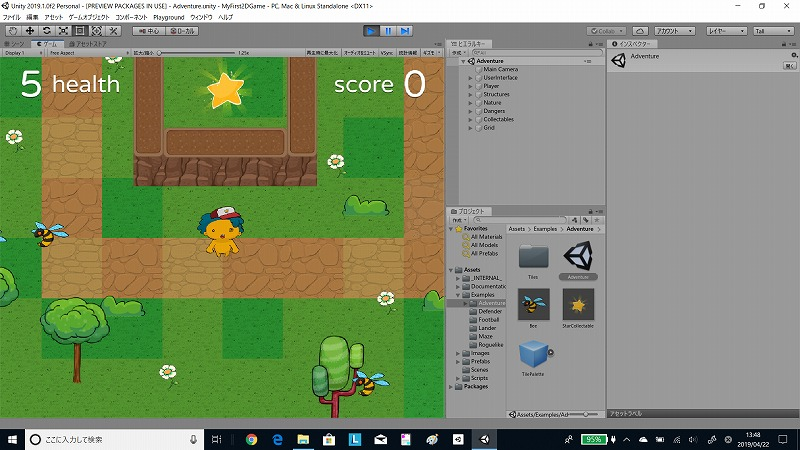 Unity 2019.1.0f2 Personal - [PREVIEW PACKAGES IN USE] - Adventure.unity - MyFirst2DGame - PC, Mac & Linux Standalone <DX11>
ファイル 編集 アセット ゲームオブジェクト コンポーネント Playground ウィンドウ ヘルプ
中心 ローカル Collab アカウント レイヤー Tall
シーン ゲーム アセットストア
Display 1 Free Aspect 拡大/縮小 1.25x 再生時に最大化 オーディオをミュート VSync 統計情報 ギズモ
5 health
score 0
ヒエラルキー
作成
Adventure
Main Camera
UserInterface
Player
Structures
Nature
Dangers
Collectables
Grid
プロジェクト
作成
Favorites
All Materials
All Models
All Prefabs
Assets
_INTERNAL_
Documentatic
Examples
Adventure
Defender
Football
Lander
Maze
Roguelike
Images
Prefabs
Scenes
Scripts
Packages
Assets Examples Adventure
Tiles
Adventure
Bee
StarCollectable
TilePalette
Assets/Examples/Ad
インスペクター
Adventure
開く
アセットラベル
ここに入力して検索
95%
13:48
2019/04/22